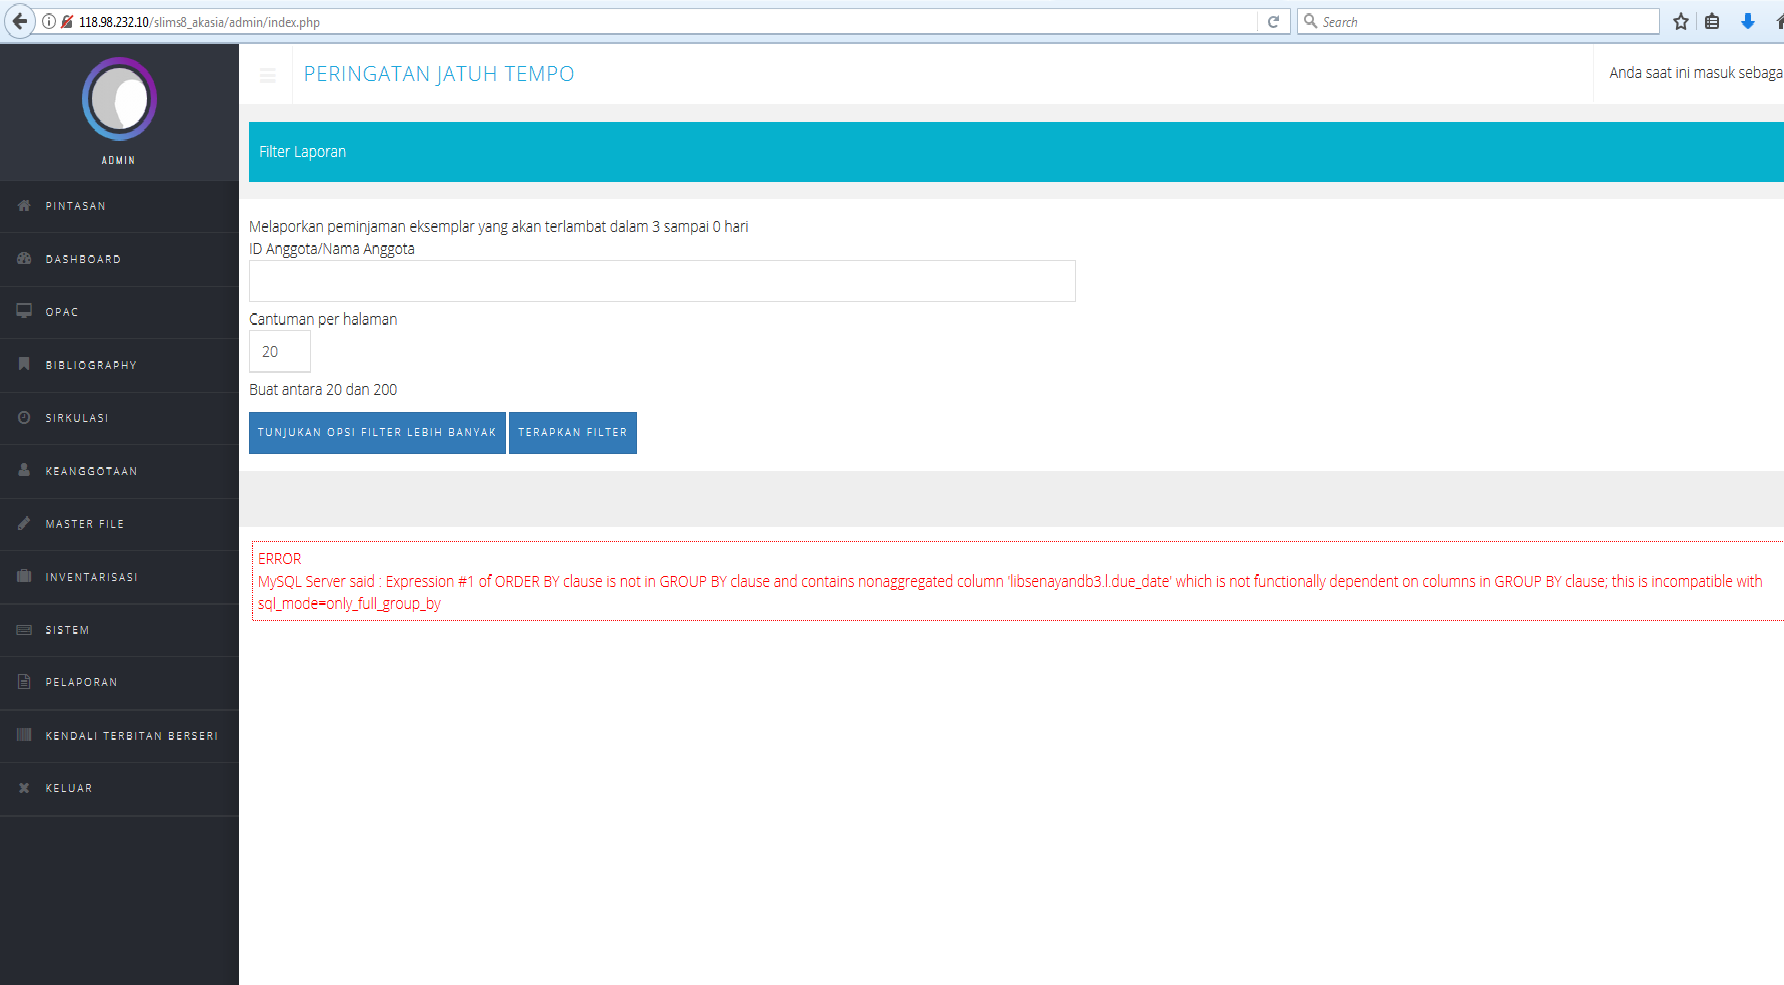 118.98.232.10/slims8_akasia/admin/index.php
Search
ADMIN
PINTASAN
DASHBOARD
OPAC
BIBLIOGRAPHY
SIRKULASI
KEANGGOTAAN
MASTER FILE
INVENTARISASI
SISTEM
PELAPORAN
KENDALI TERBITAN BERSERI
KELUAR
PERINGATAN JATUH TEMPO
Anda saat ini masuk sebaga
Filter Laporan
Melaporkan peminjaman eksemplar yang akan terlambat dalam 3 sampai 0 hari
ID Anggota/Nama Anggota
Cantuman per halaman
20
Buat antara 20 dan 200
TUNJUKAN OPSI FILTER LEBIH BANYAK
TERAPKAN FILTER
ERROR
MySQL Server said : Expression #1 of ORDER BY clause is not in GROUP BY clause and contains nonaggregated column 'libsenayandb3.l.due_date' which is not functionally dependent on columns in GROUP BY clause; this is incompatible with
sql_mode=only_full_group_by